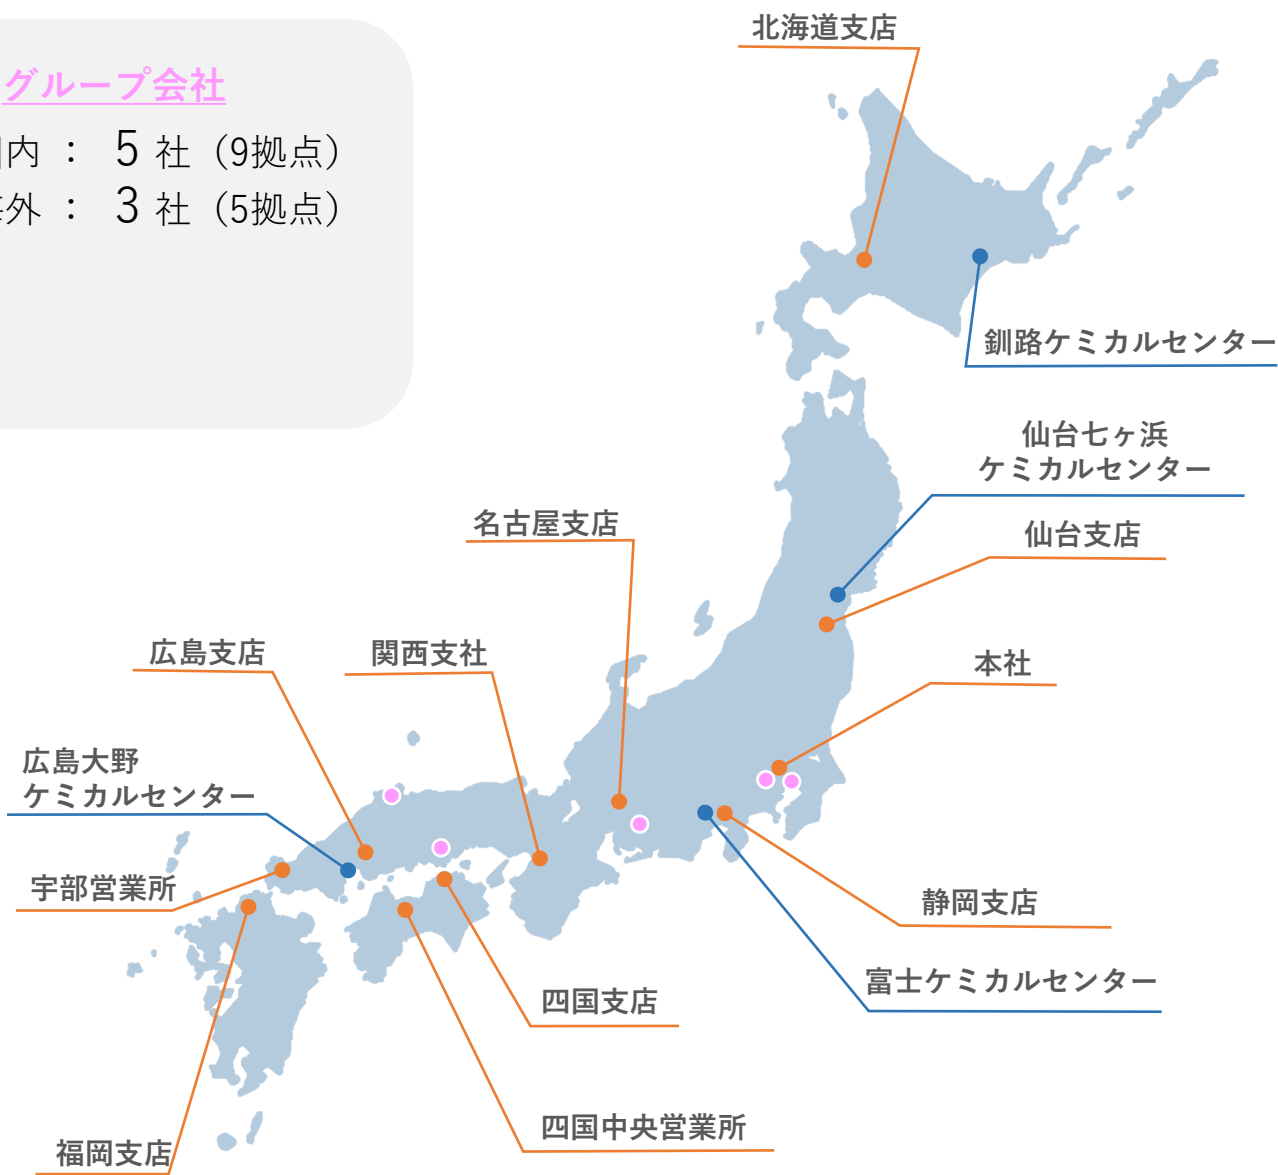 グループ会社
内 ： 5 社（9拠点）
外 ： 3 社（5拠点）
北海道支店
釧路ケミカルセンター
仙台七ヶ浜
ケミカルセンター
仙台支店
名古屋支店
広島支店
関西支社
本社
広島大野
ケミカルセンター
宇部営業所
静岡支店
富士ケミカルセンター
四国支店
四国中央営業所
福岡支店